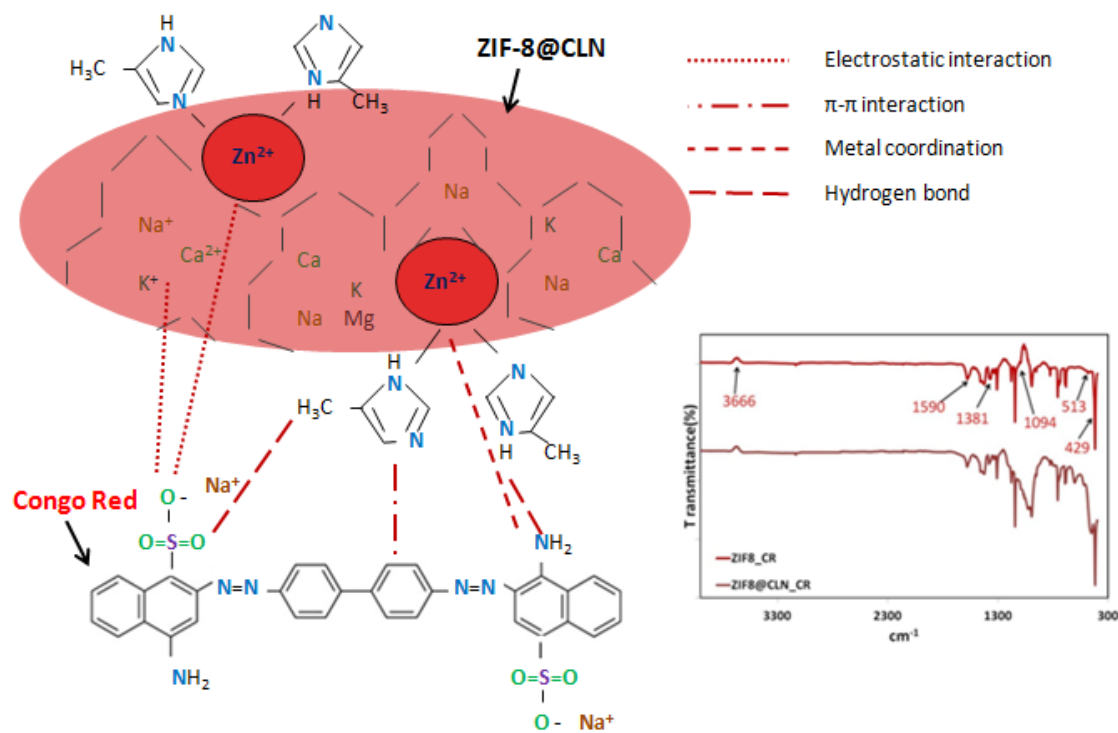 H
N
H₃C
N
N
N
H
CH₃
ZIF-8@CLN
Electrostatic interaction
π-π interaction
Metal coordination
Hydrogen bond
Zn²⁺
Na⁺
Ca²⁺
K⁺
Ca
Na
K
Mg
Na
K
Ca
Na
Zn²⁺
H
N
H₃C
N
N
N
H
CH₃
Congo Red
O -
Na⁺
O=S=O
N=N
N=N
NH₂
NH₂
O=S=O
O -
Na⁺
T transmittance(%)
3666
1590
1381
1094
513
429
ZIF8_CR
ZIF8@CLN_CR
3300
2300
1300
300
cm⁻¹